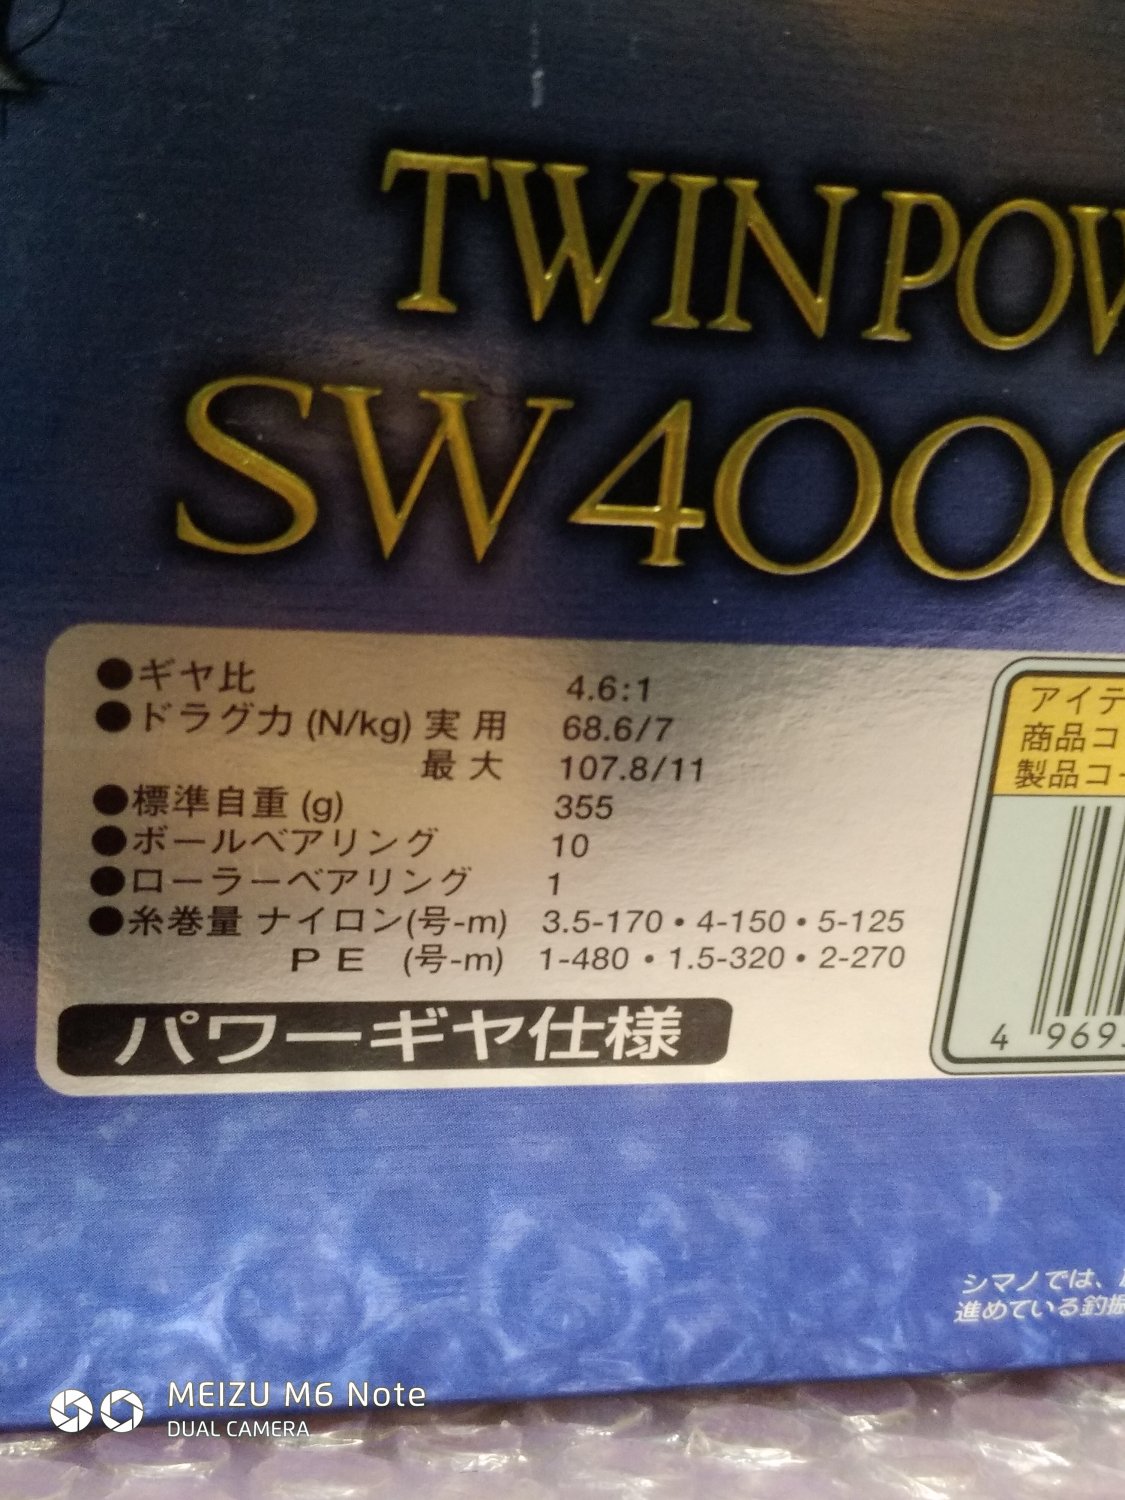 TWINPOW
SW4000
●ギヤ比 4.6:1
●ドラグ力 (N/kg) 実用 68.6/7
最大 107.8/11
●標準自重 (g) 355
●ボールベアリング 10
●ローラーベアリング 1
●糸巻量 ナイロン(号-m) 3.5-170・4-150・5-125
PE (号-m) 1-480・1.5-320・2-270
パワーギヤ仕様
アイテ
商品コ
製品コー
4 969
シマノでは、
進めている釣振
MEIZU M6 Note
DUAL CAMERA